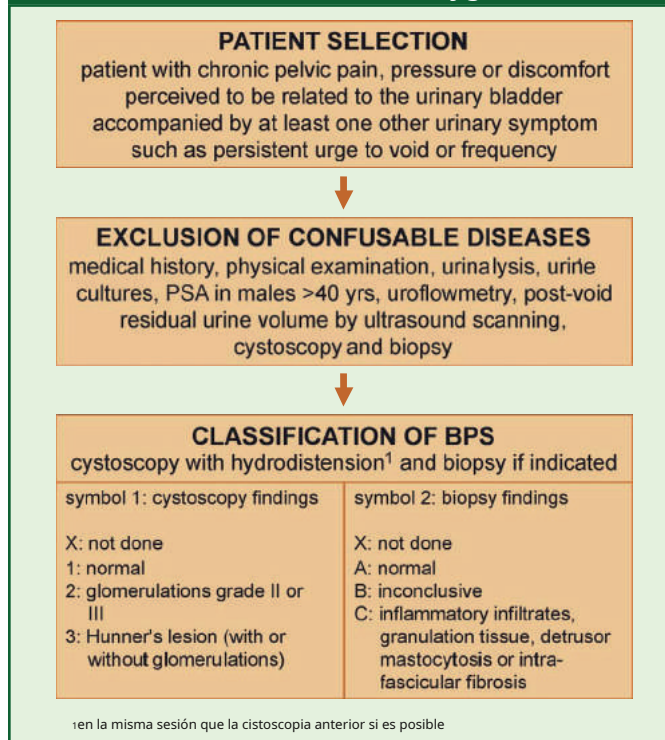 PATIENT SELECTION
patient with chronic pelvic pain, pressure or discomfort
perceived to be related to the urinary bladder
accompanied by at least one other urinary symptom
such as persistent urge to void or frequency
EXCLUSION OF CONFUSABLE DISEASES
medical history, physical examination, urinalysis, urine
cultures, PSA in males >40 yrs, uroflowmetry, post-void
residual urine volume by ultrasound scanning,
cystoscopy and biopsy
CLASSIFICATION OF BPS
cystoscopy with hydrodistension¹ and biopsy if indicated
symbol 1: cystoscopy findings
X: not done
1: normal
2: glomerulations grade II or
III
3: Hunner's lesion (with or
without glomerulations)
symbol 2: biopsy findings
X: not done
A: normal
B: inconclusive
C: inflammatory infiltrates,
granulation tissue, detrusor
mastocytosis or intra-
fascicular fibrosis
1en la misma sesión que la cistoscopia anterior si es posible